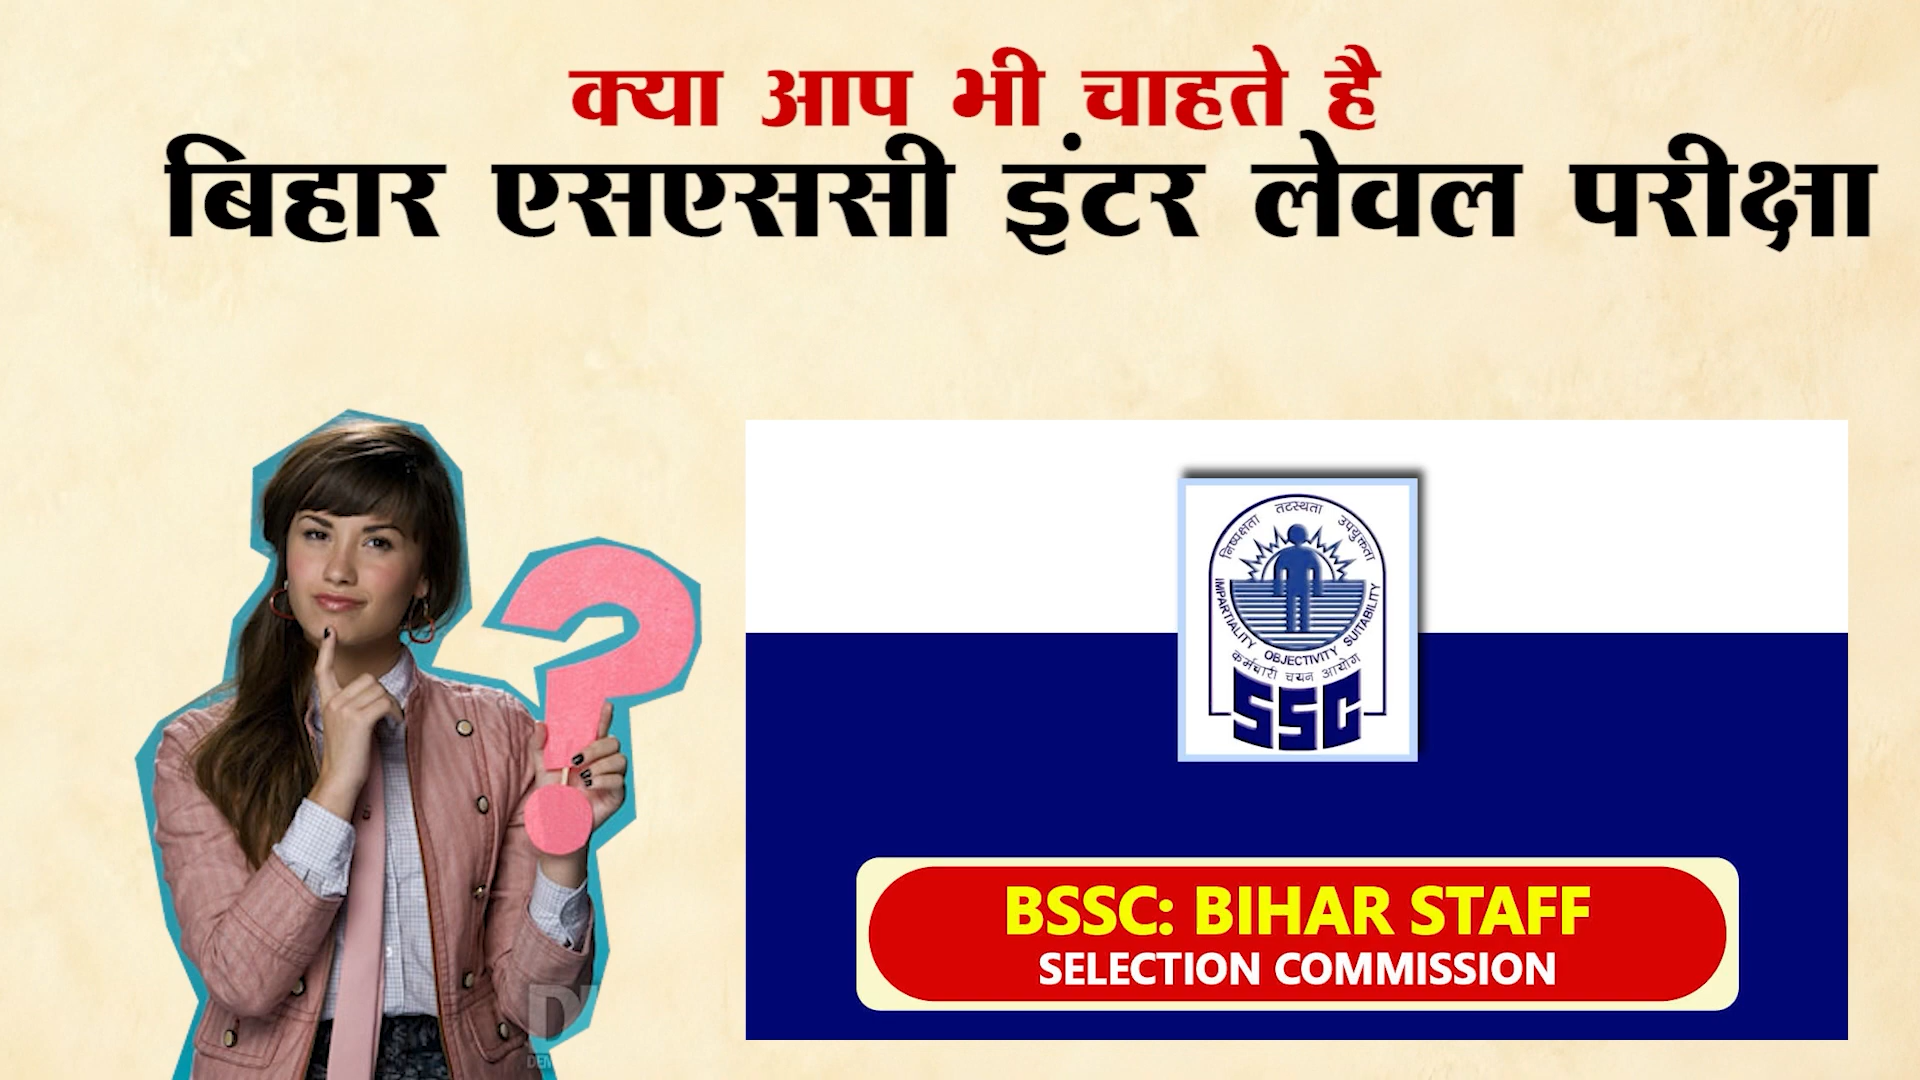 क्या आप भी चाहते है
बिहार एसएससी इंटर लेवल परीक्षा
निष्पक्षता तटस्थता उपयुक्तता
IMPARTIALITY OBJECTIVITY SUITABILITY
कर्मचारी चयन आयोग
SSC
BSSC: BIHAR STAFF
SELECTION COMMISSION